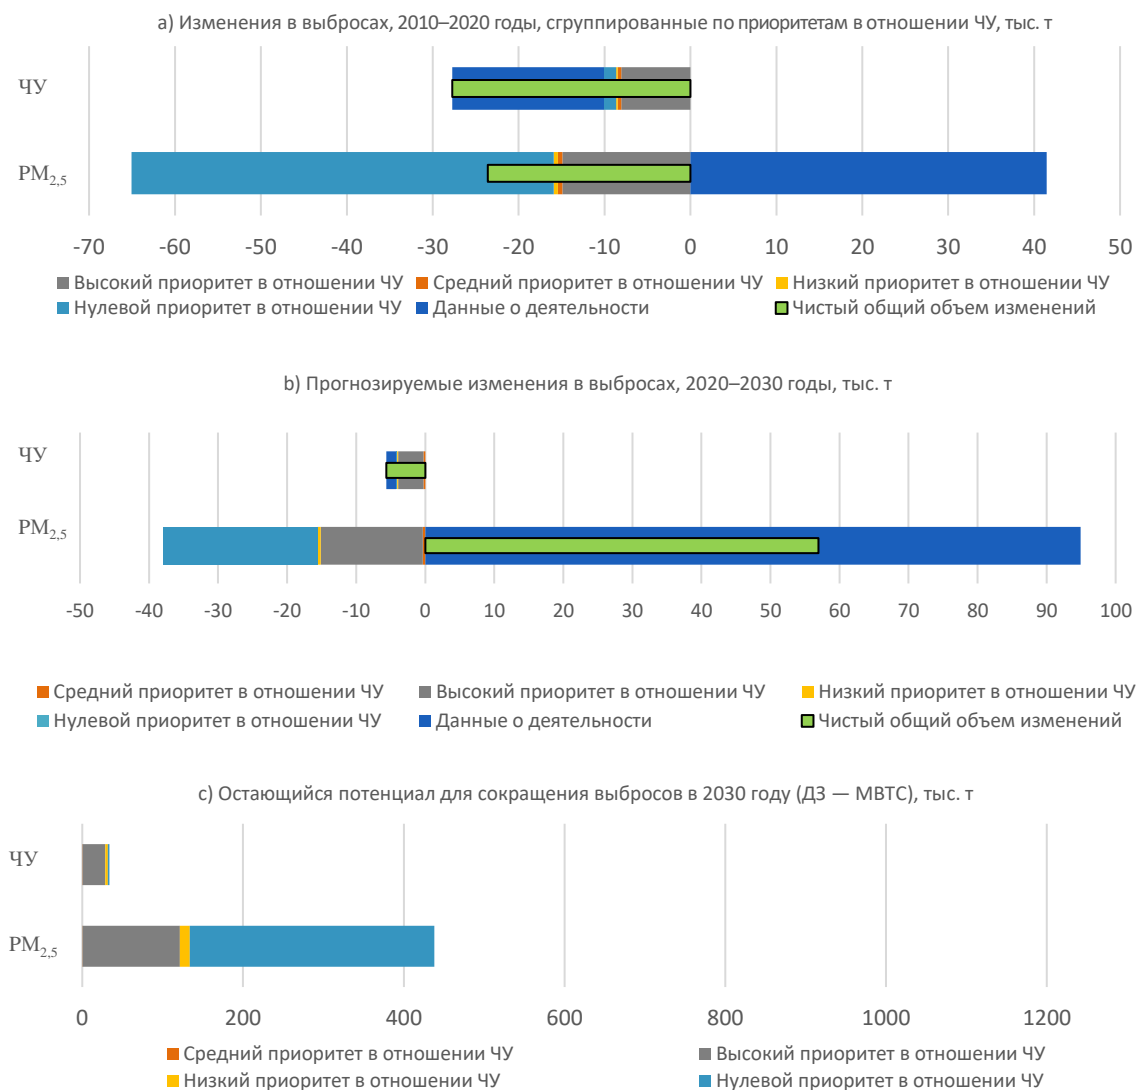 a) Изменения в выбросах, 2010–2020 годы, сгруппированные по приоритетам в отношении ЧУ, тыс. т
ЧУ
PM2,5
-70 -60 -50 -40 -30 -20 -10 0 10 20 30 40 50
Высокий приоритет в отношении ЧУ Средний приоритет в отношении ЧУ Низкий приоритет в отношении ЧУ
Нулевой приоритет в отношении ЧУ Данные о деятельности Чистый общий объем изменений
b) Прогнозируемые изменения в выбросах, 2020–2030 годы, тыс. т
ЧУ
PM2,5
-50 -40 -30 -20 -10 0 10 20 30 40 50 60 70 80 90 100
Средний приоритет в отношении ЧУ Высокий приоритет в отношении ЧУ Низкий приоритет в отношении ЧУ
Нулевой приоритет в отношении ЧУ Данные о деятельности Чистый общий объем изменений
c) Остающийся потенциал для сокращения выбросов в 2030 году (ДЗ — МВТС), тыс. т
ЧУ
PM2,5
0 200 400 600 800 1000 1200
Средний приоритет в отношении ЧУ Высокий приоритет в отношении ЧУ
Низкий приоритет в отношении ЧУ Нулевой приоритет в отношении ЧУ